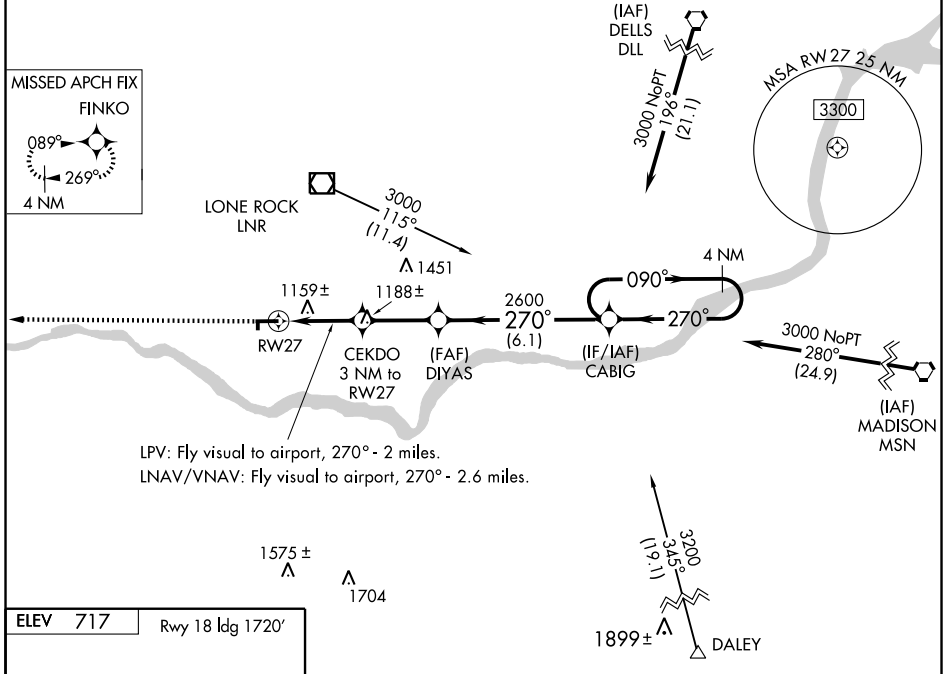 (IAF)
DELLS
DLL
3000 NoPT
196°
(21.1)
MSA RW27 25 NM
3300
MISSED APCH FIX
FINKO
089°
269°
4 NM
LONE ROCK
LNR
3000
115°
(11.4)
1451
1159±
1188±
RW27
CEKDO
3 NM to
RW27
(FAF)
DIYAS
2600
270°
(6.1)
(IF/IAF)
CABIG
090°
270°
4 NM
3000 NoPT
280°
(24.9)
(IAF)
MADISON
MSN
LPV: Fly visual to airport, 270° - 2 miles.
LNAV/VNAV: Fly visual to airport, 270° - 2.6 miles.
1575 ±
1704
3200
345°
(19.1)
1899±
DALEY
ELEV 717
Rwy 18 ldg 1720'